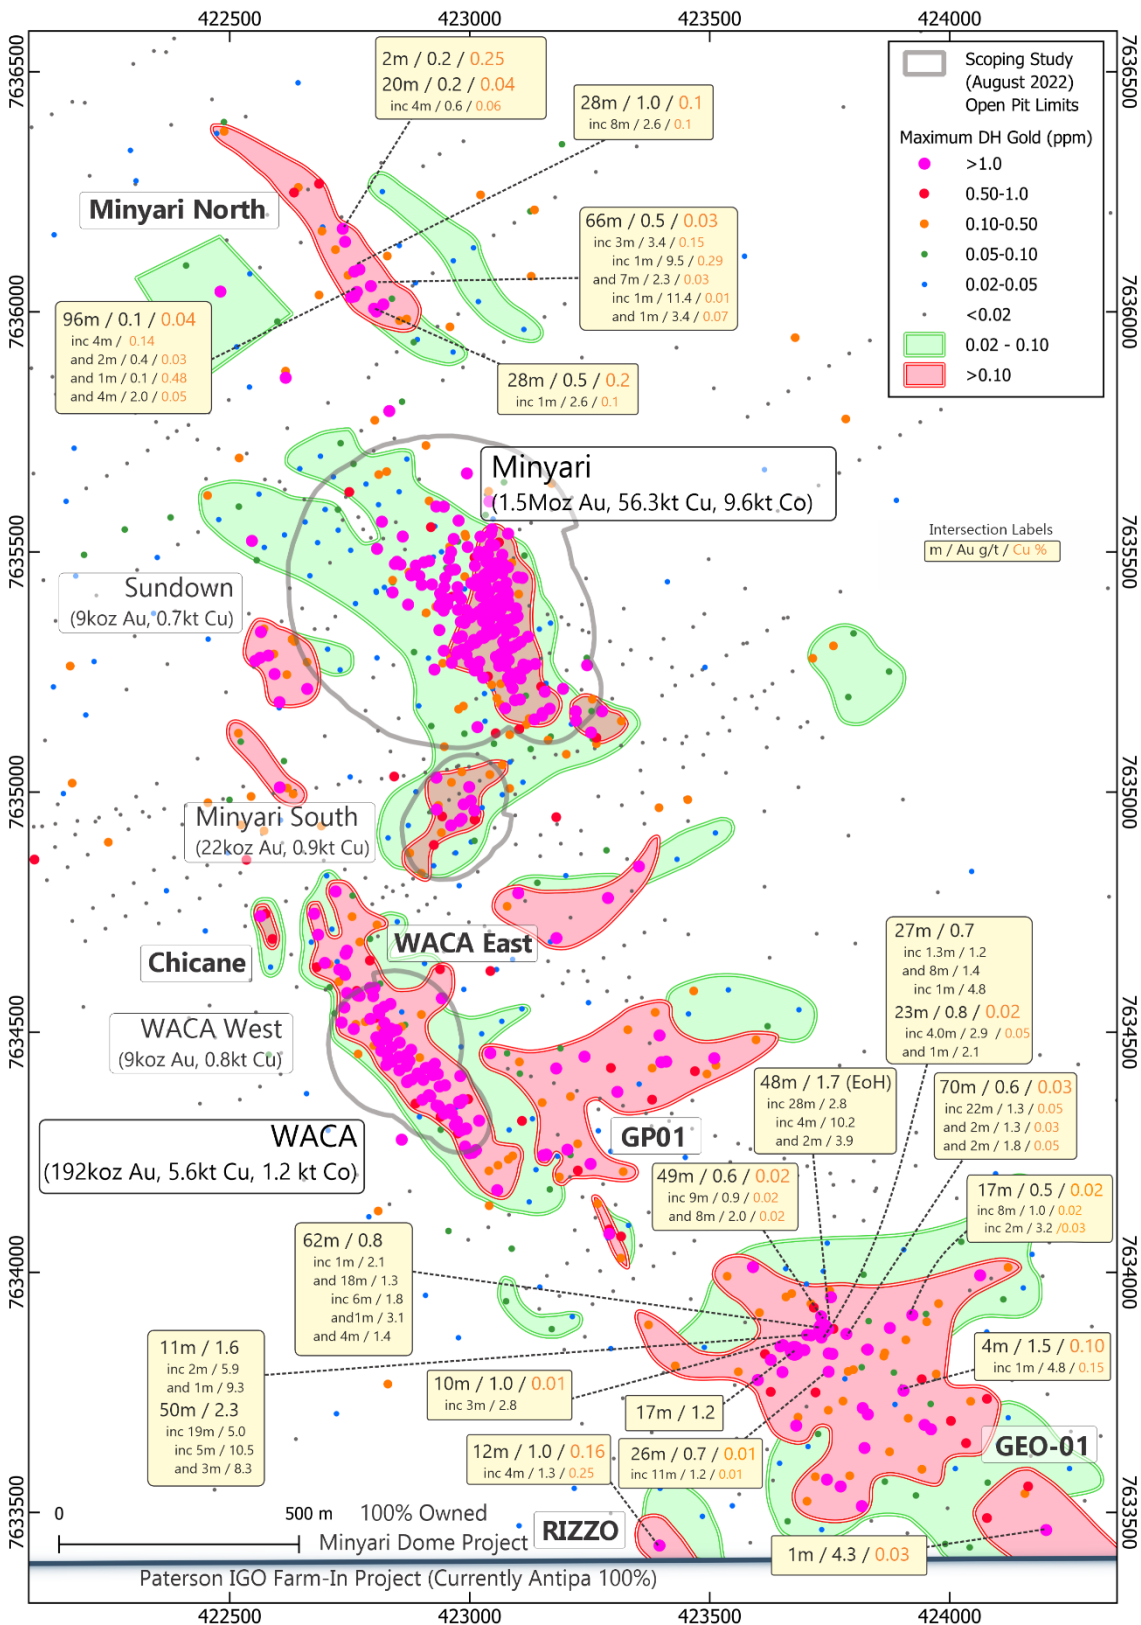 422500
423000
423500
424000
7636500
7636000
7635500
7635000
7634500
7634000
7633500
7636500
7636000
7635500
7635000
7634500
7634000
7633500
Scoping Study
(August 2022)
Open Pit Limits
Maximum DH Gold (ppm)
>1.0
0.50-1.0
0.10-0.50
0.05-0.10
0.02-0.05
<0.02
0.02 - 0.10
>0.10
2m / 0.2 / 0.25
20m / 0.2 / 0.04
inc 4m / 0.6 / 0.06
28m / 1.0 / 0.1
inc 8m / 2.6 / 0.1
Minyari North
66m / 0.5 / 0.03
inc 3m / 3.4 / 0.15
inc 1m / 9.5 / 0.29
and 7m / 2.3 / 0.03
inc 1m / 11.4 / 0.01
and 1m / 3.4 / 0.07
96m / 0.1 / 0.04
inc 4m / 0.14
and 2m / 0.4 / 0.03
and 1m / 0.1 / 0.48
and 4m / 2.0 / 0.05
28m / 0.5 / 0.2
inc 1m / 2.6 / 0.1
Minyari
(1.5Moz Au, 56.3kt Cu, 9.6kt Co)
Intersection Labels
m / Au g/t / Cu %
Sundown
(9koz Au, 0.7kt Cu)
Minyari South
(22koz Au, 0.9kt Cu)
WACA East
Chicane
WACA West
(9koz Au, 0.8kt Cu)
WACA
(192koz Au, 5.6kt Cu, 1.2 kt Co)
27m / 0.7
inc 1.3m / 1.2
and 8m / 1.4
inc 1m / 4.8
23m / 0.8 / 0.02
inc 4.0m / 2.9 / 0.05
and 1m / 2.1
48m / 1.7 (EoH)
inc 28m / 2.8
inc 4m / 10.2
and 2m / 3.9
70m / 0.6 / 0.03
inc 22m / 1.3 / 0.05
and 2m / 1.3 / 0.03
and 2m / 1.8 / 0.05
GP01
49m / 0.6 / 0.02
inc 9m / 0.9 / 0.02
and 8m / 2.0 / 0.02
17m / 0.5 / 0.02
inc 8m / 1.0 / 0.02
inc 2m / 3.2 /0.03
62m / 0.8
inc 1m / 2.1
and 18m / 1.3
inc 6m / 1.8
and1m / 3.1
and 4m / 1.4
11m / 1.6
inc 2m / 5.9
and 1m / 9.3
50m / 2.3
inc 19m / 5.0
inc 5m / 10.5
and 3m / 8.3
4m / 1.5 / 0.10
inc 1m / 4.8 / 0.15
10m / 1.0 / 0.01
inc 3m / 2.8
17m / 1.2
GEO-01
12m / 1.0 / 0.16
inc 4m / 1.3 / 0.25
26m / 0.7 / 0.01
inc 11m / 1.2 / 0.01
RIZZO
1m / 4.3 / 0.03
0
500 m
100% Owned
Minyari Dome Project
Paterson IGO Farm-In Project (Currently Antipa 100%)
422500
423000
423500
424000